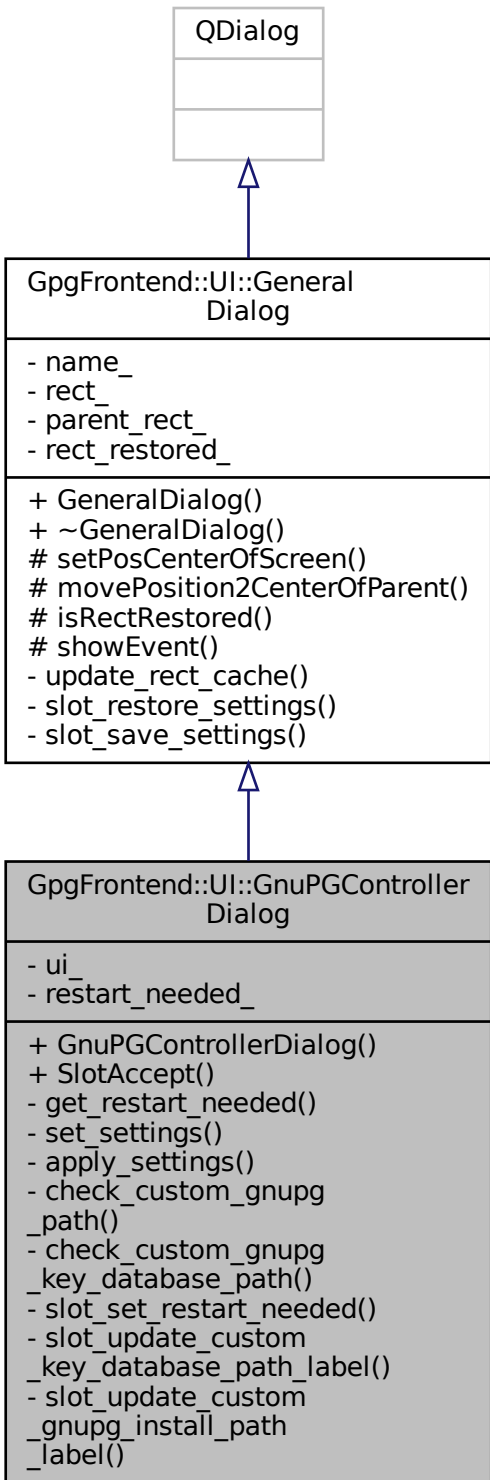 QDialog
GpgFrontend::UI::General
Dialog
- name_
- rect_
- parent_rect_
- rect_restored_
+ GeneralDialog()
+ ~GeneralDialog()
# setPosCenterOfScreen()
# movePosition2CenterOfParent()
# isRectRestored()
# showEvent()
- update_rect_cache()
- slot_restore_settings()
- slot_save_settings()
GpgFrontend::UI::GnuPGController
Dialog
- ui_
- restart_needed_
+ GnuPGControllerDialog()
+ SlotAccept()
- get_restart_needed()
- set_settings()
- apply_settings()
- check_custom_gnupg
_path()
- check_custom_gnupg
_key_database_path()
- slot_set_restart_needed()
- slot_update_custom
_key_database_path_label()
- slot_update_custom
_gnupg_install_path
_label()